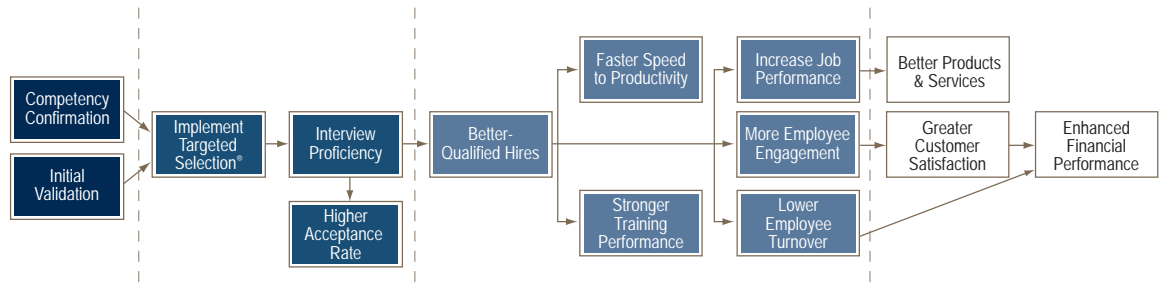 Competency
Confirmation
Initial
Validation
Implement
Targeted
Selection®
Interview
Proficiency
Higher
Acceptance
Rate
Better-
Qualified Hires
Faster Speed
to Productivity
Stronger
Training
Performance
Increase Job
Performance
More Employee
Engagement
Lower
Employee
Turnover
Better Products
& Services
Greater
Customer
Satisfaction
Enhanced
Financial
Performance